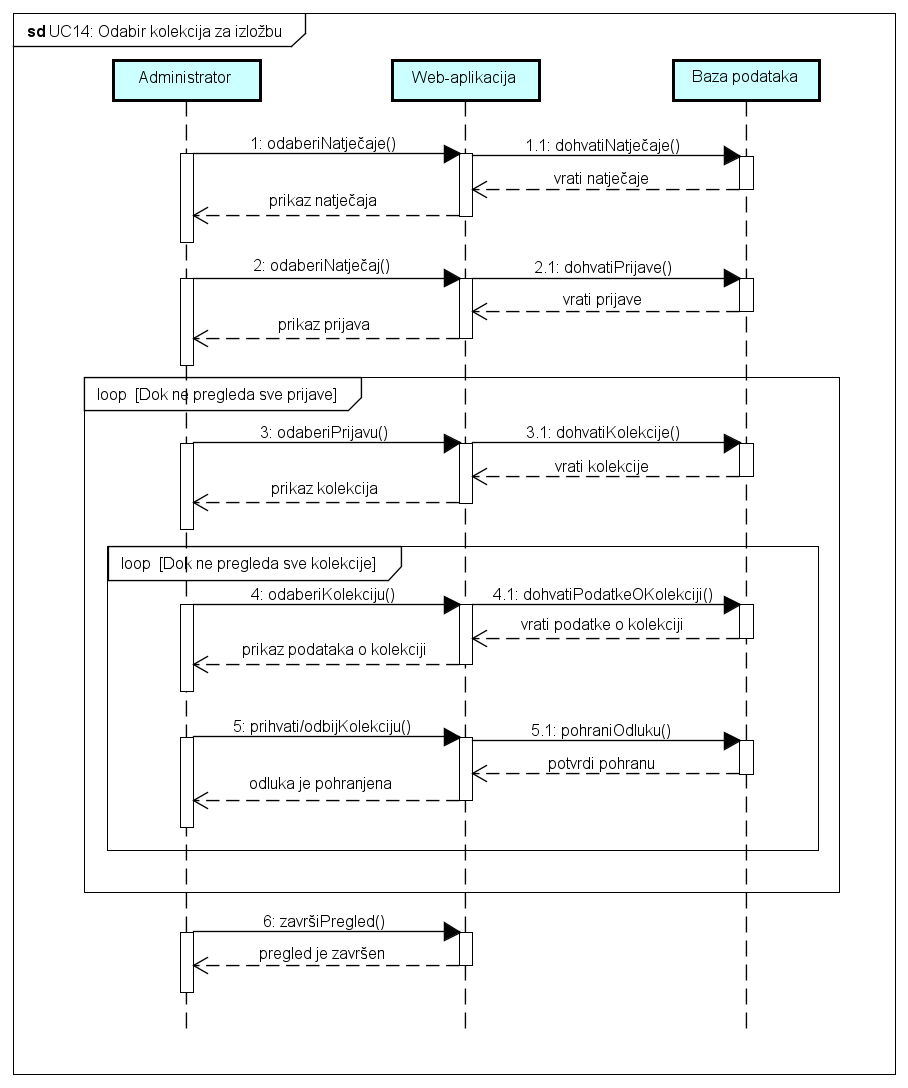 sd UC14: Odabir kolekcija za izložbu
Administrator
Web-aplikacija
Baza podataka
1: odaberiNatječaje()
1.1: dohvatiNatječaje()
vrati natječaje
prikaz natječaja
2: odaberiNatječaj()
2.1: dohvatiPrijave()
vrati prijave
prikaz prijava
loop [Dok ne pregleda sve prijave]
3: odaberiPrijavu()
3.1: dohvatiKolekcije()
vrati kolekcije
prikaz kolekcija
loop [Dok ne pregleda sve kolekcije]
4: odaberiKolekciju()
4.1: dohvatiPodatkeOKolekciji()
vrati podatke o kolekciji
prikaz podataka o kolekciji
5: prihvati/odbijKolekciju()
5.1: pohraniOdluku()
potvrdi pohranu
odluka je pohranjena
6: završiPregled()
pregled je završen